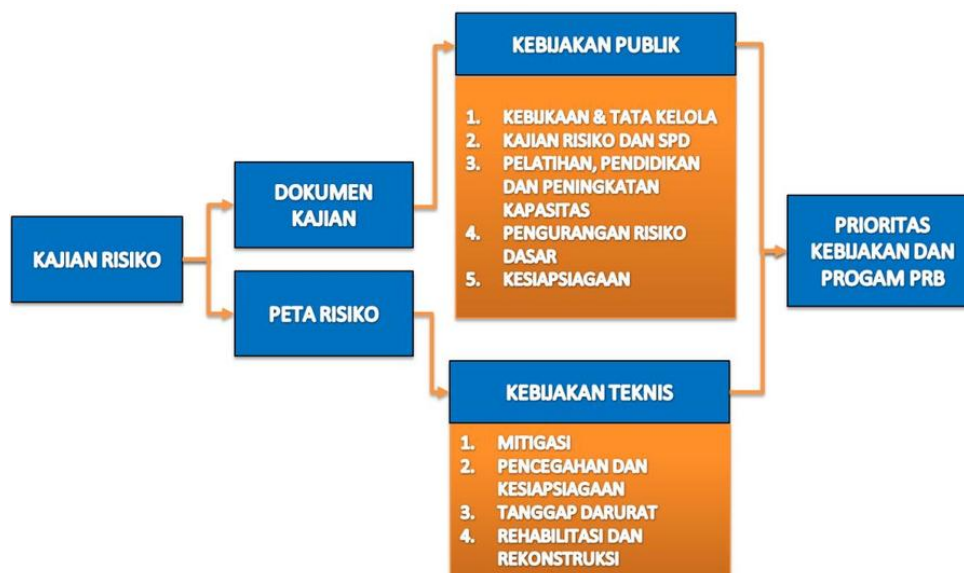 KAJIAN RISIKO
DOKUMEN
KAJIAN
PETA RISIKO
KEBIJAKAN PUBLIK
1. KEBIJKAAN & TATA KELOLA
2. KAJIAN RISIKO DAN SPD
3. PELATIHAN, PENDIDIKAN
DAN PENINGKATAN
KAPASITAS
4. PENGURANGAN RISIKO
DASAR
5. KESIAPSIAGAAN
KEBIJAKAN TEKNIS
1. MITIGASI
2. PENCEGAHAN DAN
KESIAPSIAGAAN
3. TANGGAP DARURAT
4. REHABILITASI DAN
REKONSTRUKSI
PRIORITAS
KEBIJAKAN DAN
PROGAM PRB